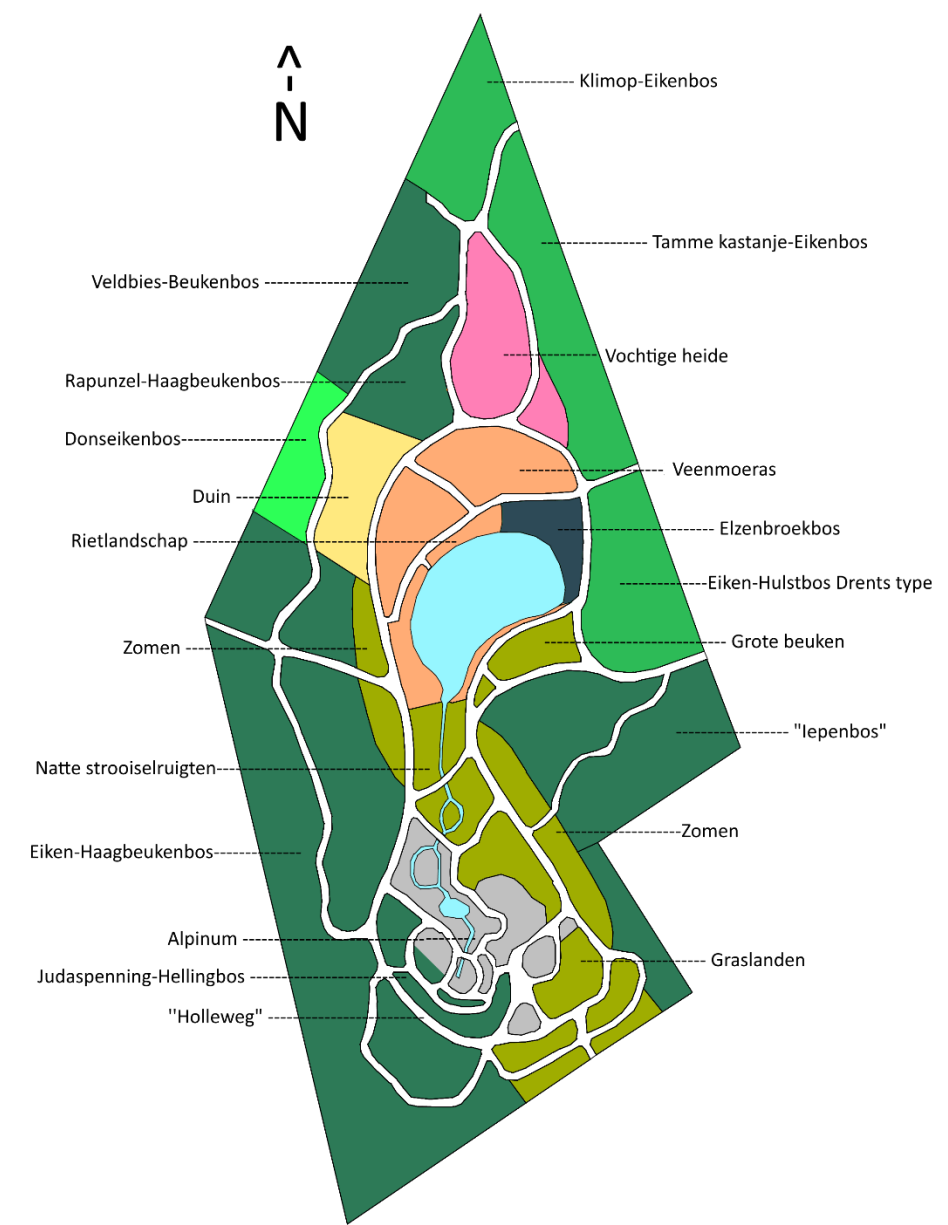 ^
-
N
Klimop-Eikenbos
Tamme kastanje-Eikenbos
Veldbies-Beukenbos
Vochtige heide
Rapunzel-Haagbeukenbos
Donseikenbos
Veenmoeras
Duin
Elzenbroekbos
Rietlandschap
Eiken-Hulstbos Drents type
Zomen
Grote beuken
"Iepenbos"
Natte strooiselruigten
Zomen
Eiken-Haagbeukenbos
Alpinum
Graslanden
Judaspenning-Hellingbos
"Holleweg"